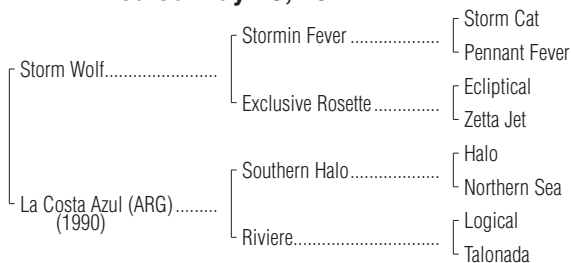 Storm Cat
Stormin Fever....................
Pennant Fever
Storm Wolf.........................
Ecliptical
Exclusive Rosette..............
Zetta Jet
Halo
Southern Halo....................
Northern Sea
La Costa Azul (ARG).........
(1990)
Logical
Riviere.................................
Talonada